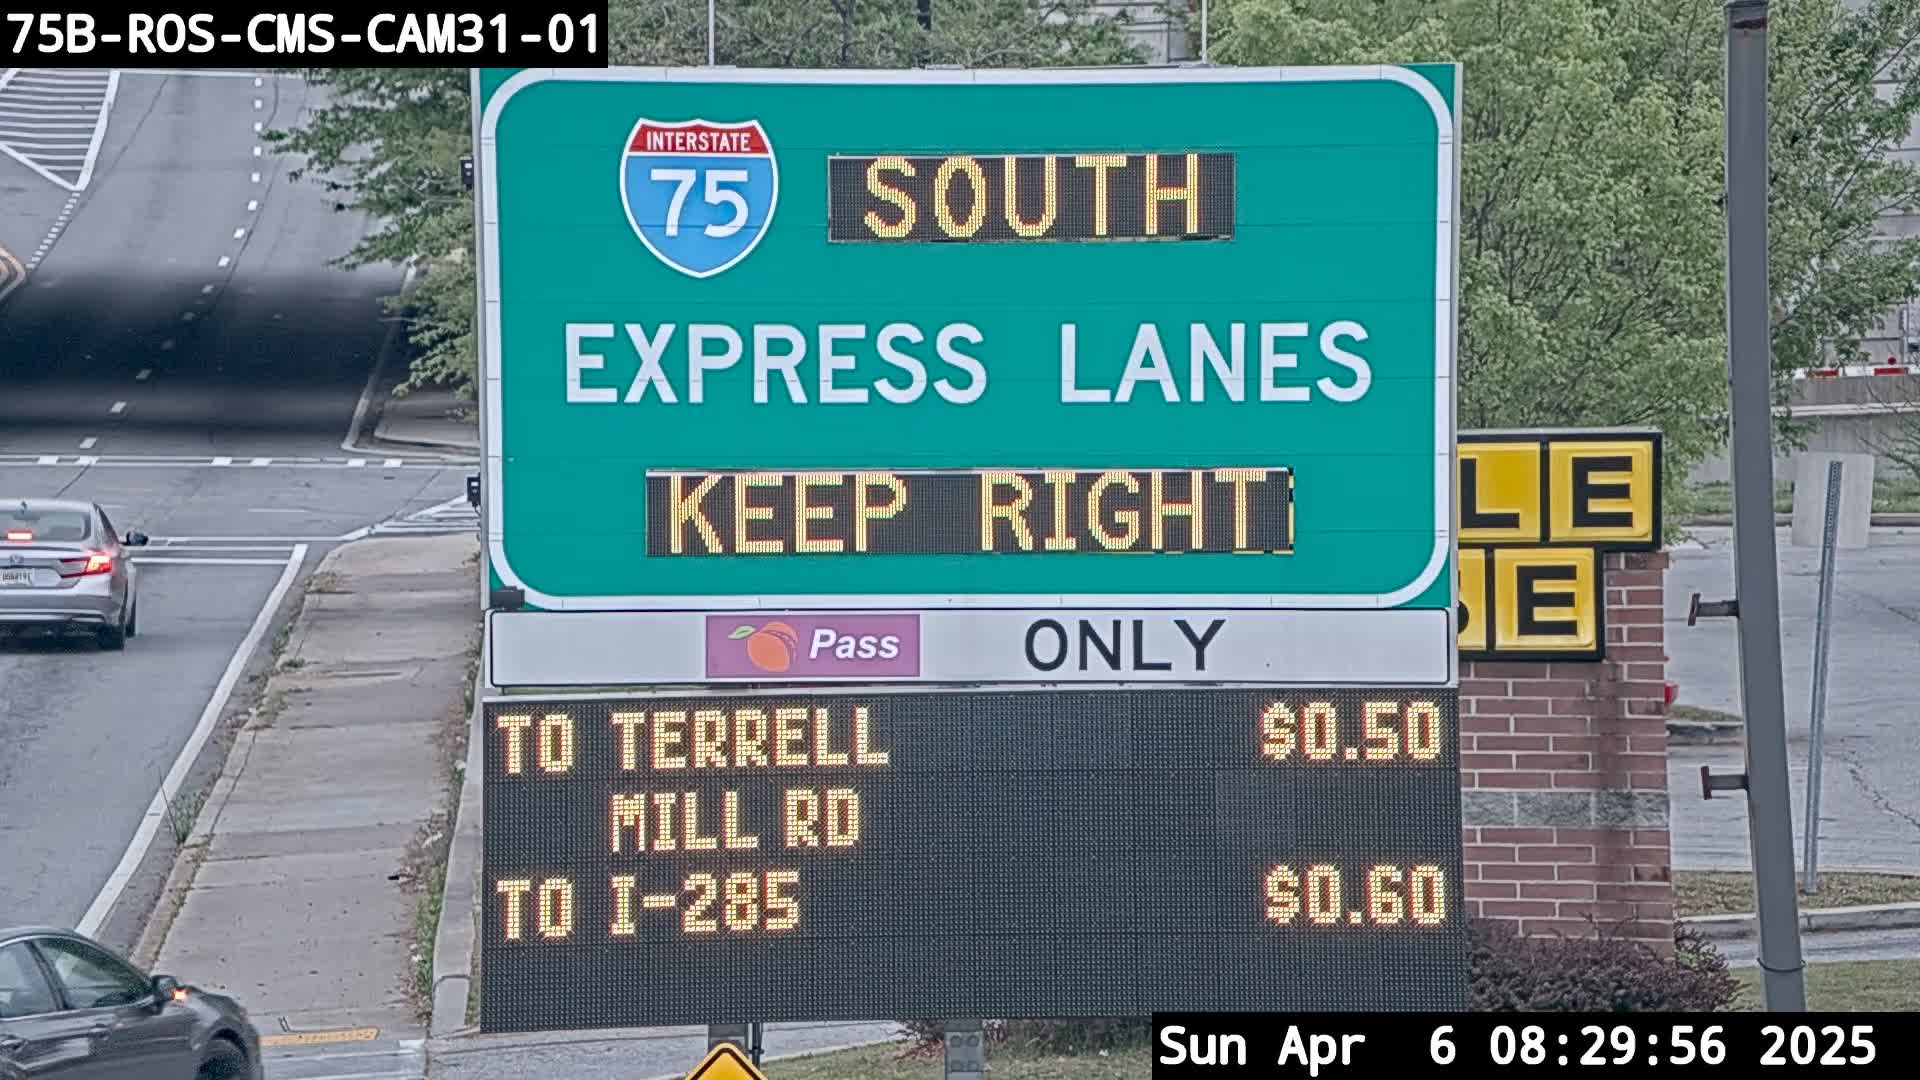 75B-ROS-CMS-CAM31-01
INTERSTATE
75
SOUTH
EXPRESS LANES
KEEP RIGHT
LE
E
Pass ONLY
TO TERRELL $0.50
MILL RD
TO I-285 $0.60
Sun Apr 6 08:29:56 2025